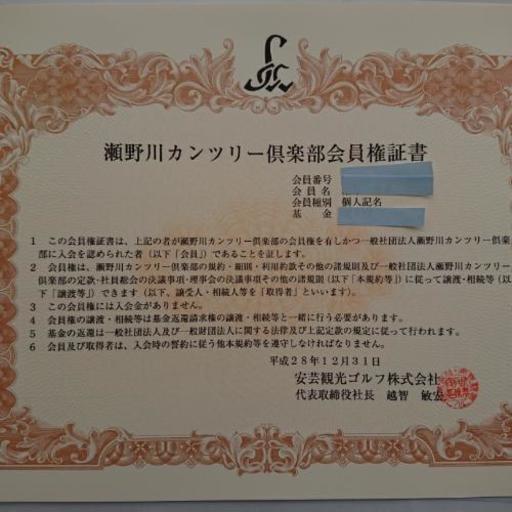 瀬野川カンツリー倶楽部会員権証書
会員番号
会員名
会員種別 個人記名
基金
1 この会員権証書は、上記の者が瀬野川カンツリー倶楽部の会員権を有しかつ一般社団法人瀬野川カンツリー倶楽
部に入会を認められた者（以下「会員」）であることを証します。
2 会員権は、瀬野川カンツリー倶楽部の規約・細則・利用約款その他の諸規則及び一般社団法人瀬野川カンツリー
倶楽部の定款・社員総会の決議事項・理事会の決議事項その他の諸規則（以下「本規約等」）に従って譲渡・相続等（以
下「譲渡等」）できます（以下、譲受人・相続人等を「取得者」といいます）。
3 この会員権には入会金がありません。
4 会員権の譲渡・相続等は基金返還請求権の譲渡・相続等と一緒に行う必要があります。
5 基金の返還は一般社団法人及び一般財団法人に関する法律及び上記定款の規定に従って行われます。
6 会員及び取得者は、入会時の誓約に従う他本規約等を遵守しなければなりません。
平成28年12月31日
安芸観光ゴルフ株式会社
代表取締役社長 越智 敏宏